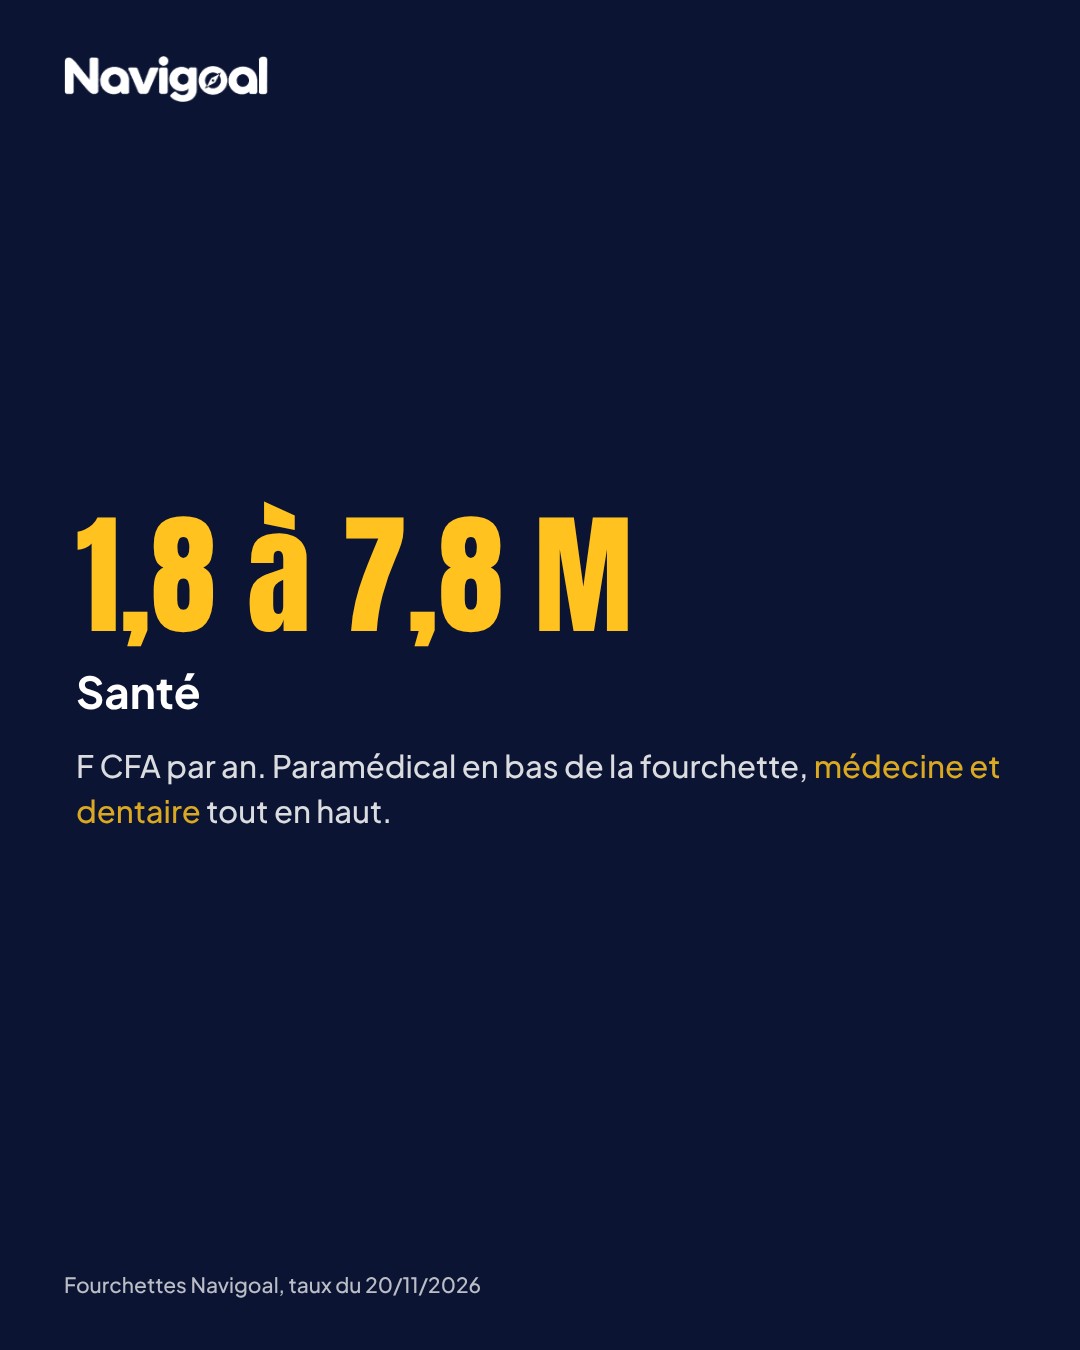 Navigoal
1,8 à 7,8 M
Santé
F CFA par an. Paramédical en bas de la fourchette, médecine et
dentaire tout en haut.
Fourchettes Navigoal, taux du 20/11/2026